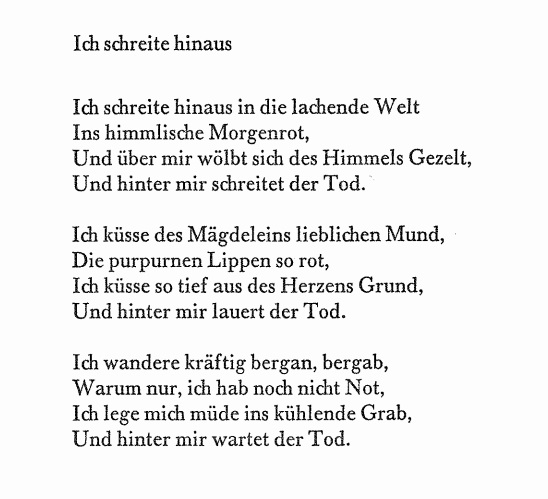 Ich schreite hinaus
Ich schreite hinaus in die lachende Welt
Ins himmlische Morgenrot,
Und über mir wölbt sich des Himmels Gezelt,
Und hinter mir schreitet der Tod.
Ich küsse des Mägdeleins lieblichen Mund,
Die purpurnen Lippen so rot,
Ich küsse so tief aus des Herzens Grund,
Und hinter mir lauert der Tod.
Ich wandere kräftig bergan, bergab,
Warum nur, ich hab noch nicht Not,
Ich lege mich müde ins kühlende Grab,
Und hinter mir wartet der Tod.